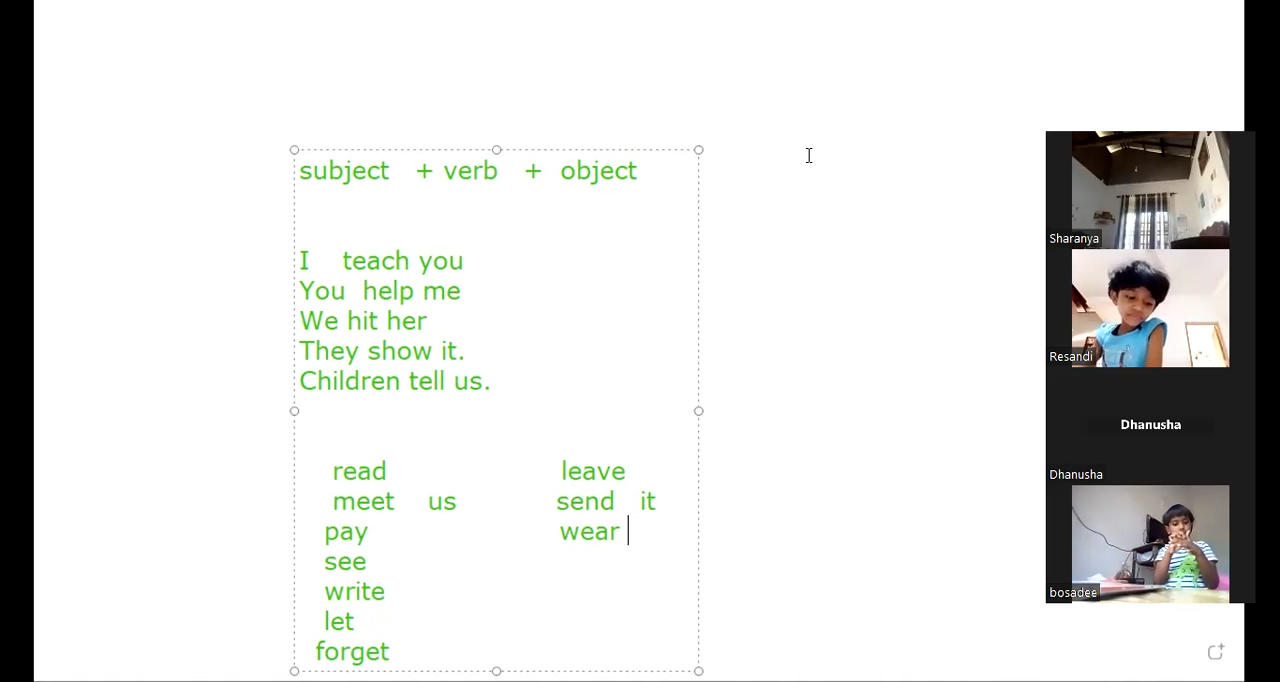 subject + verb + object
I teach you
You help me
We hit her
They show it.
Children tell us.
read leave
meet us send it
pay wear
see
write
let
forget
Sharanya
Resandi
Dhanusha
Dhanusha
bosadee